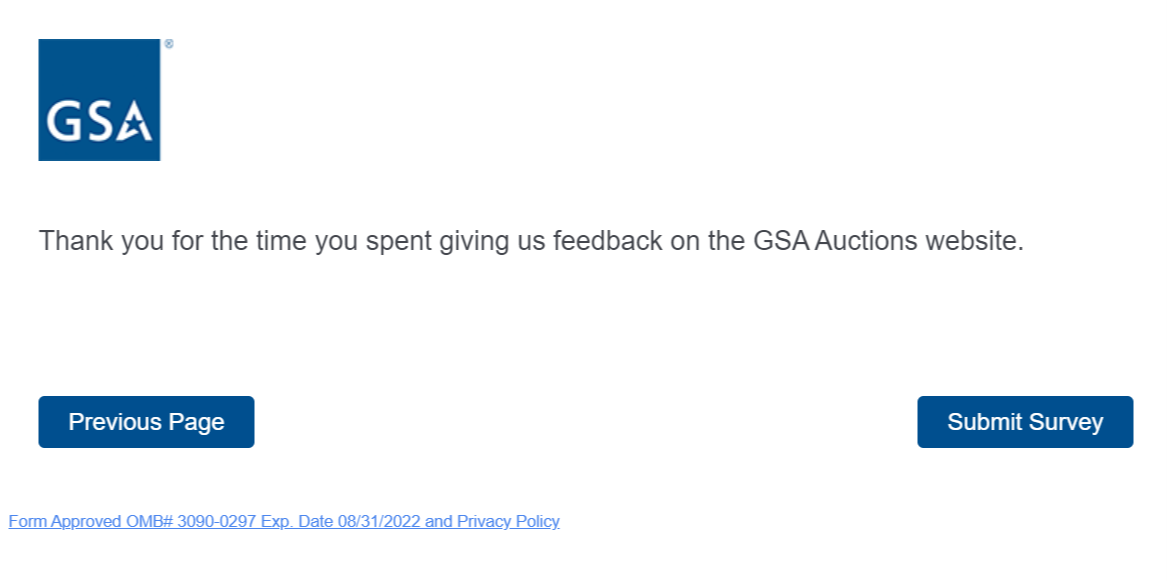 GSA
®
Thank you for the time you spent giving us feedback on the GSA Auctions website.
Previous Page
Submit Survey
Form Approved OMB# 3090-0297 Exp. Date 08/31/2022 and Privacy Policy